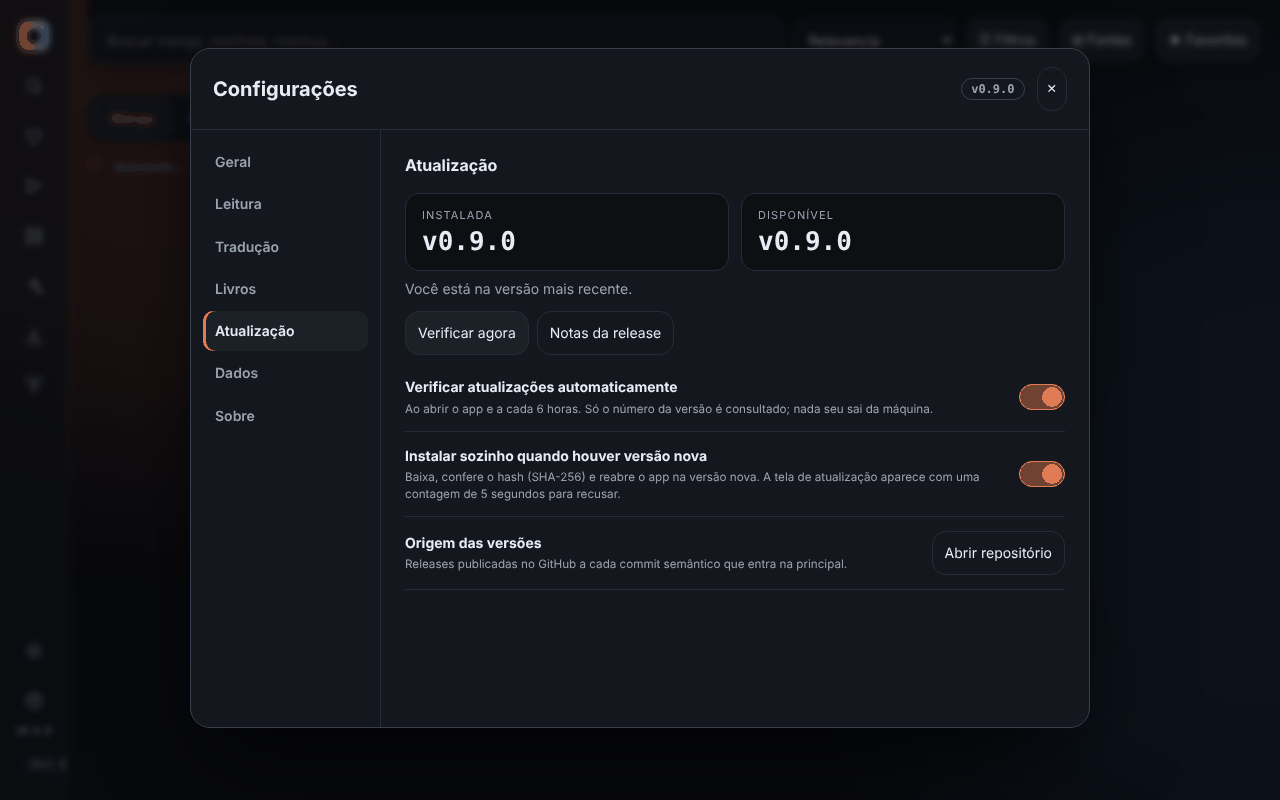 Configurações
v0.9.0
×
Geral
Leitura
Tradução
Livros
Atualização
Dados
Sobre
Atualização
INSTALADA
v0.9.0
DISPONÍVEL
v0.9.0
Você está na versão mais recente.
Verificar agora
Notas da release
Verificar atualizações automaticamente
Ao abrir o app e a cada 6 horas. Só o número da versão é consultado; nada seu sai da máquina.
Instalar sozinho quando houver versão nova
Baixa, confere o hash (SHA-256) e reabre o app na versão nova. A tela de atualização aparece com uma
contagem de 5 segundos para recusar.
Origem das versões
Releases publicadas no GitHub a cada commit semântico que entra na principal.
Abrir repositório